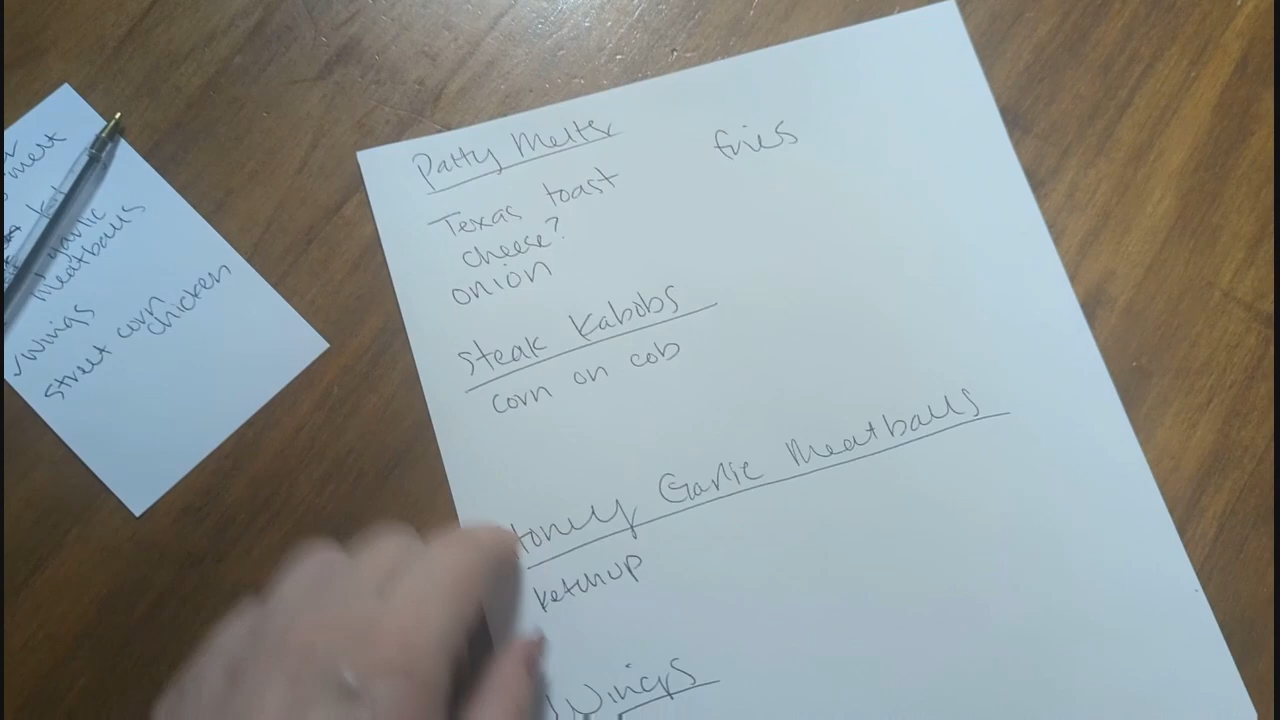 Patty Melts
fries
Texas toast
cheese?
onion
Steak Kabobs
corn on cob
Honey Garlic Meatballs
ketchup
Wings
melt
garlic
meatballs
✓wings
street corn
chicken